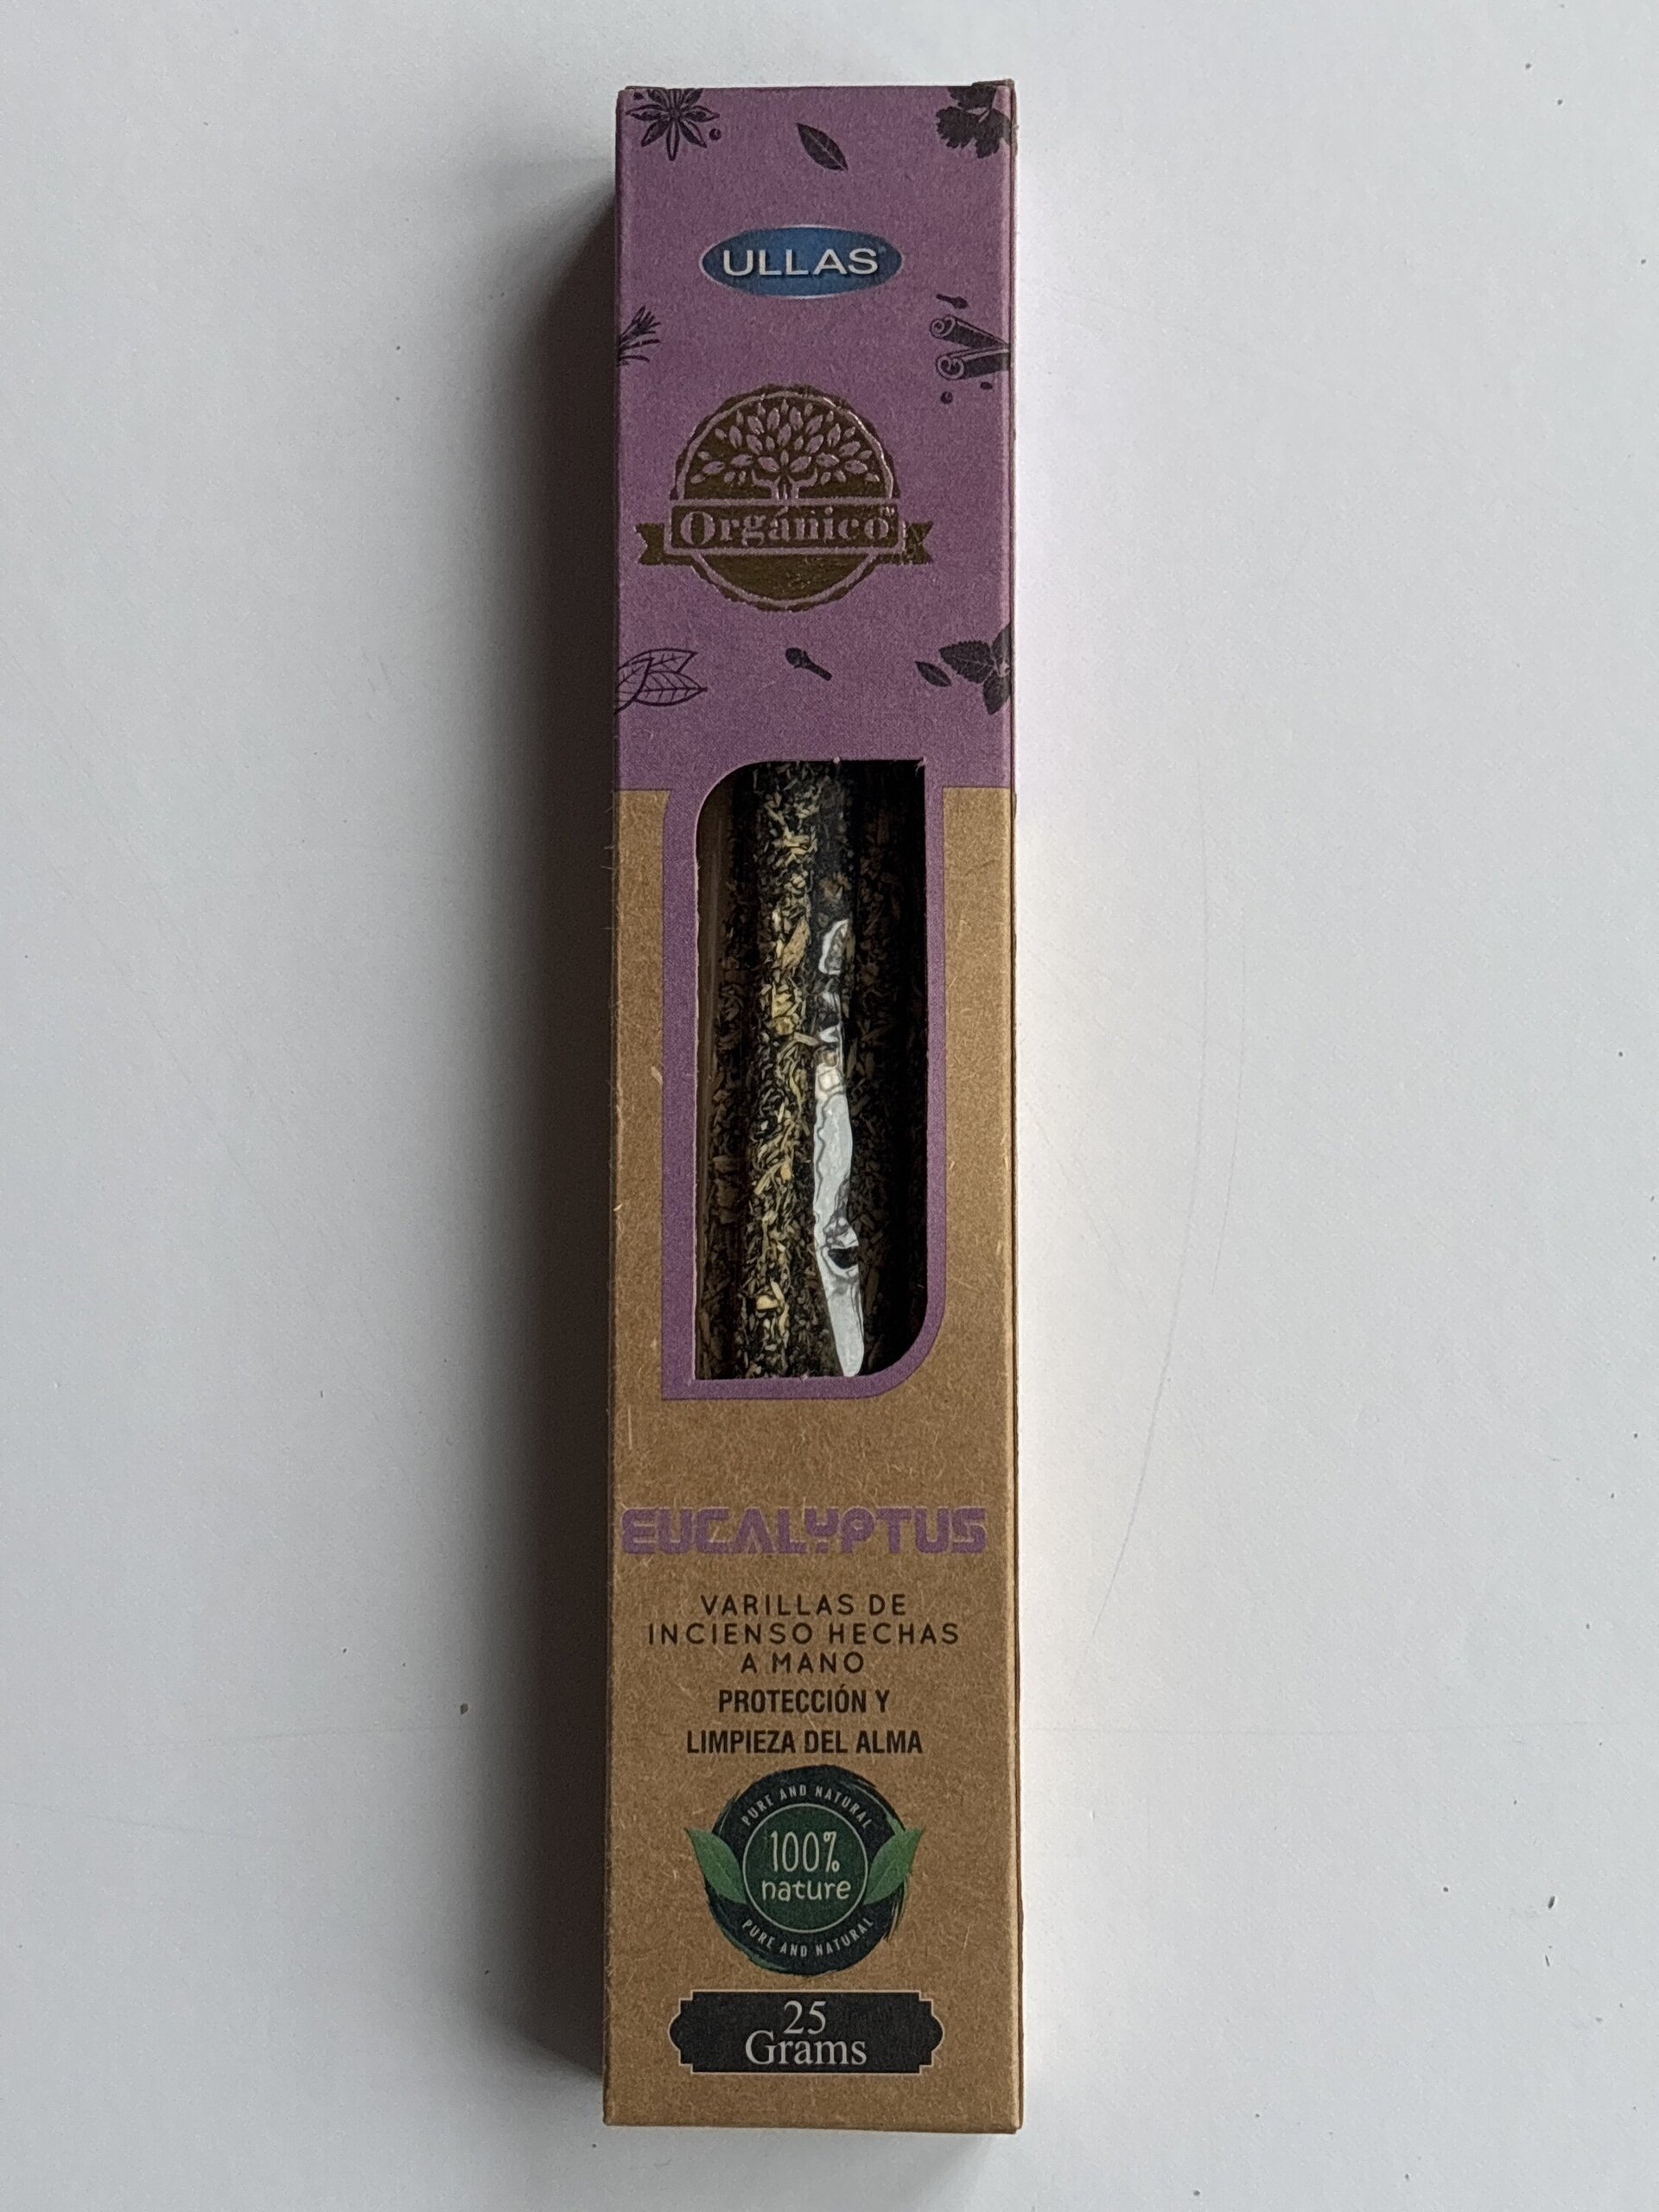 ULLAS®
Orgánico™
EUCALYPTUS
VARILLAS DE
INCIENSO HECHAS
A MANO
PROTECCIÓN Y
LIMPIEZA DEL ALMA
PURE AND NATURAL
100%
nature
PURE AND NATURAL
25
Grams